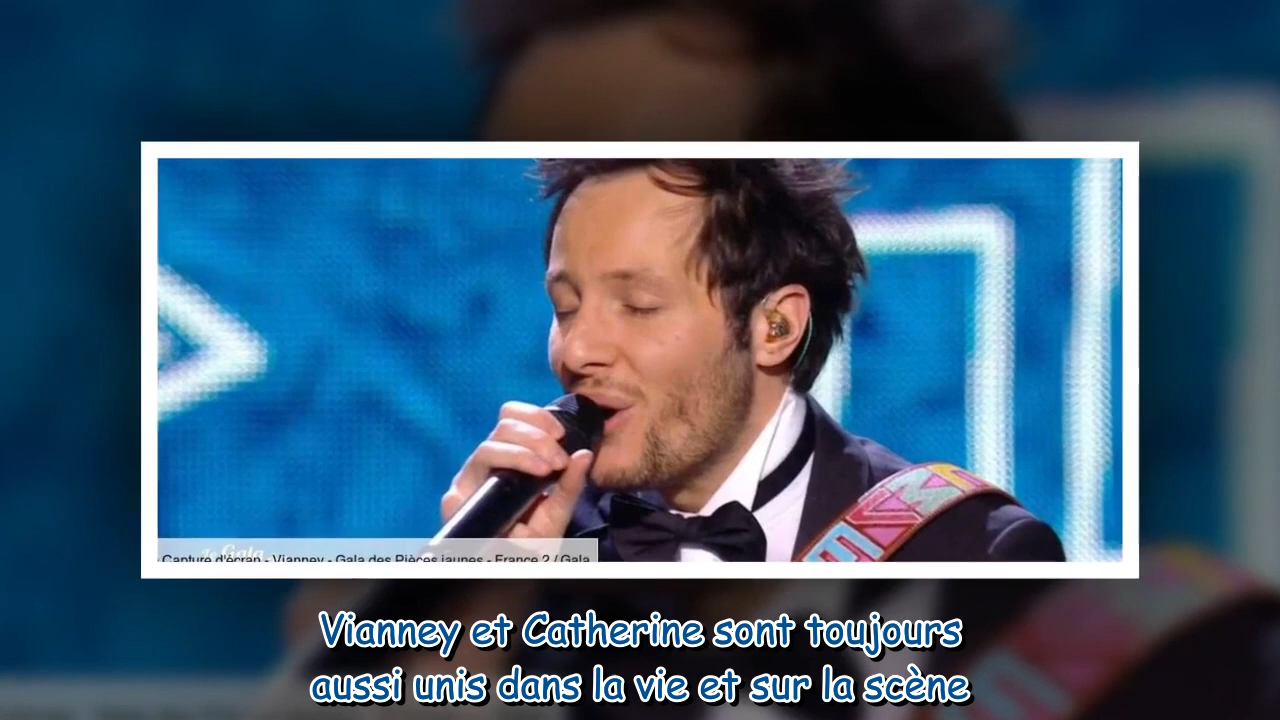 Gala
Capture d'écran - Vianney - Gala des Pièces jaunes - France 2 / Gala
Vianney et Catherine sont toujours
aussi unis dans la vie et sur la scène